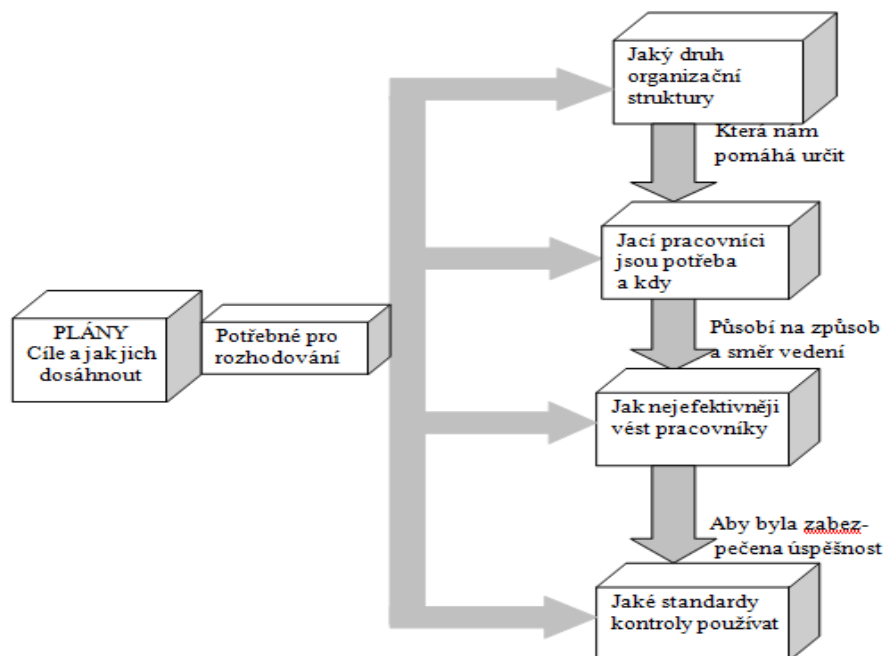 Jaký druh
organizační
struktury
Která nám
pomáhá určit
Jací pracovníci
jsou potřeba
a kdy
PLÁNY
Cíle a jak jich
dosáhnout
Potřebné pro
rozhodování
Působí na způsob
a směr vedení
Jak nejefektivněji
vést pracovníky
Aby byla zabez-
pečena úspěšnost
Jaké standardy
kontroly používat